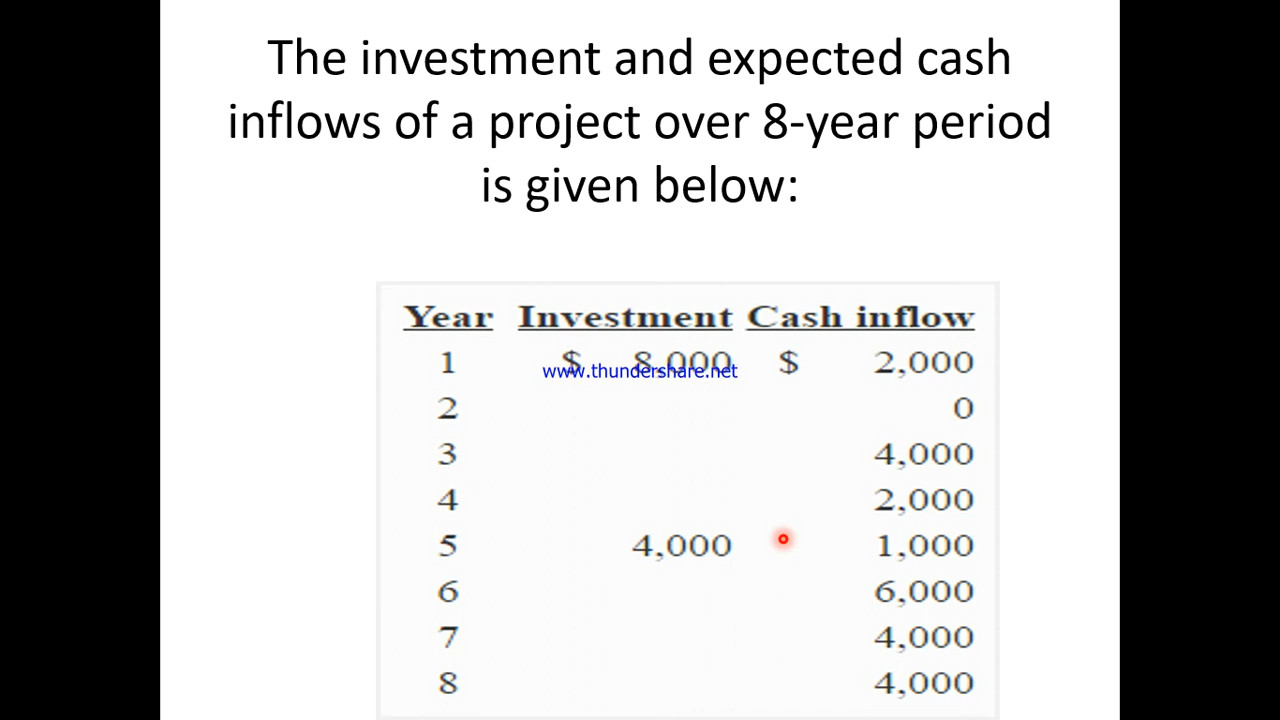 The investment and expected cash
inflows of a project over 8-year period
is given below:
Year Investment Cash inflow
1 $ 8,000 $ 2,000
www.thundershare.net
2 0
3 4,000
4 2,000
5 4,000 1,000
6 6,000
7 4,000
8 4,000